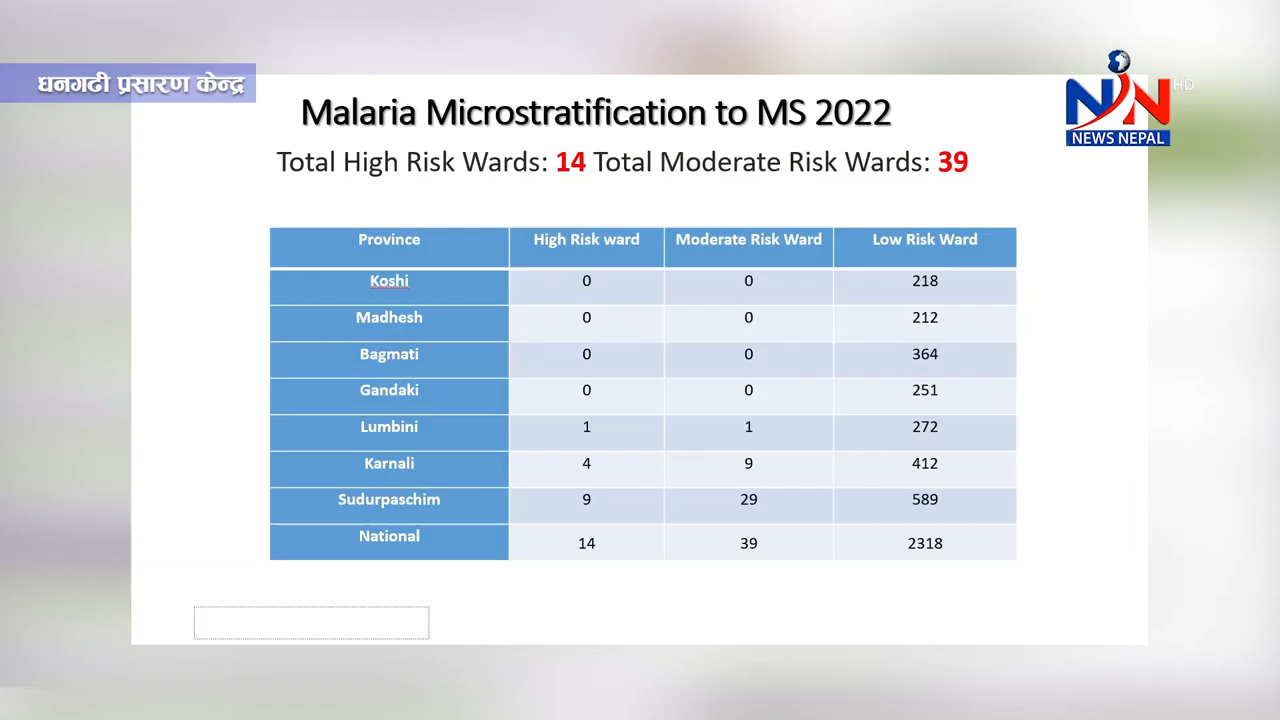 धनगढी प्रसारण केन्द्र
Malaria Microstratification to MS 2022
Total High Risk Wards: 14 Total Moderate Risk Wards: 39
NIN
HD
NEWS NEPAL
Province High Risk ward Moderate Risk Ward Low Risk Ward
Koshi 0 0 218
Madhesh 0 0 212
Bagmati 0 0 364
Gandaki 0 0 251
Lumbini 1 1 272
Karnali 4 9 412
Sudurpaschim 9 29 589
National 14 39 2318